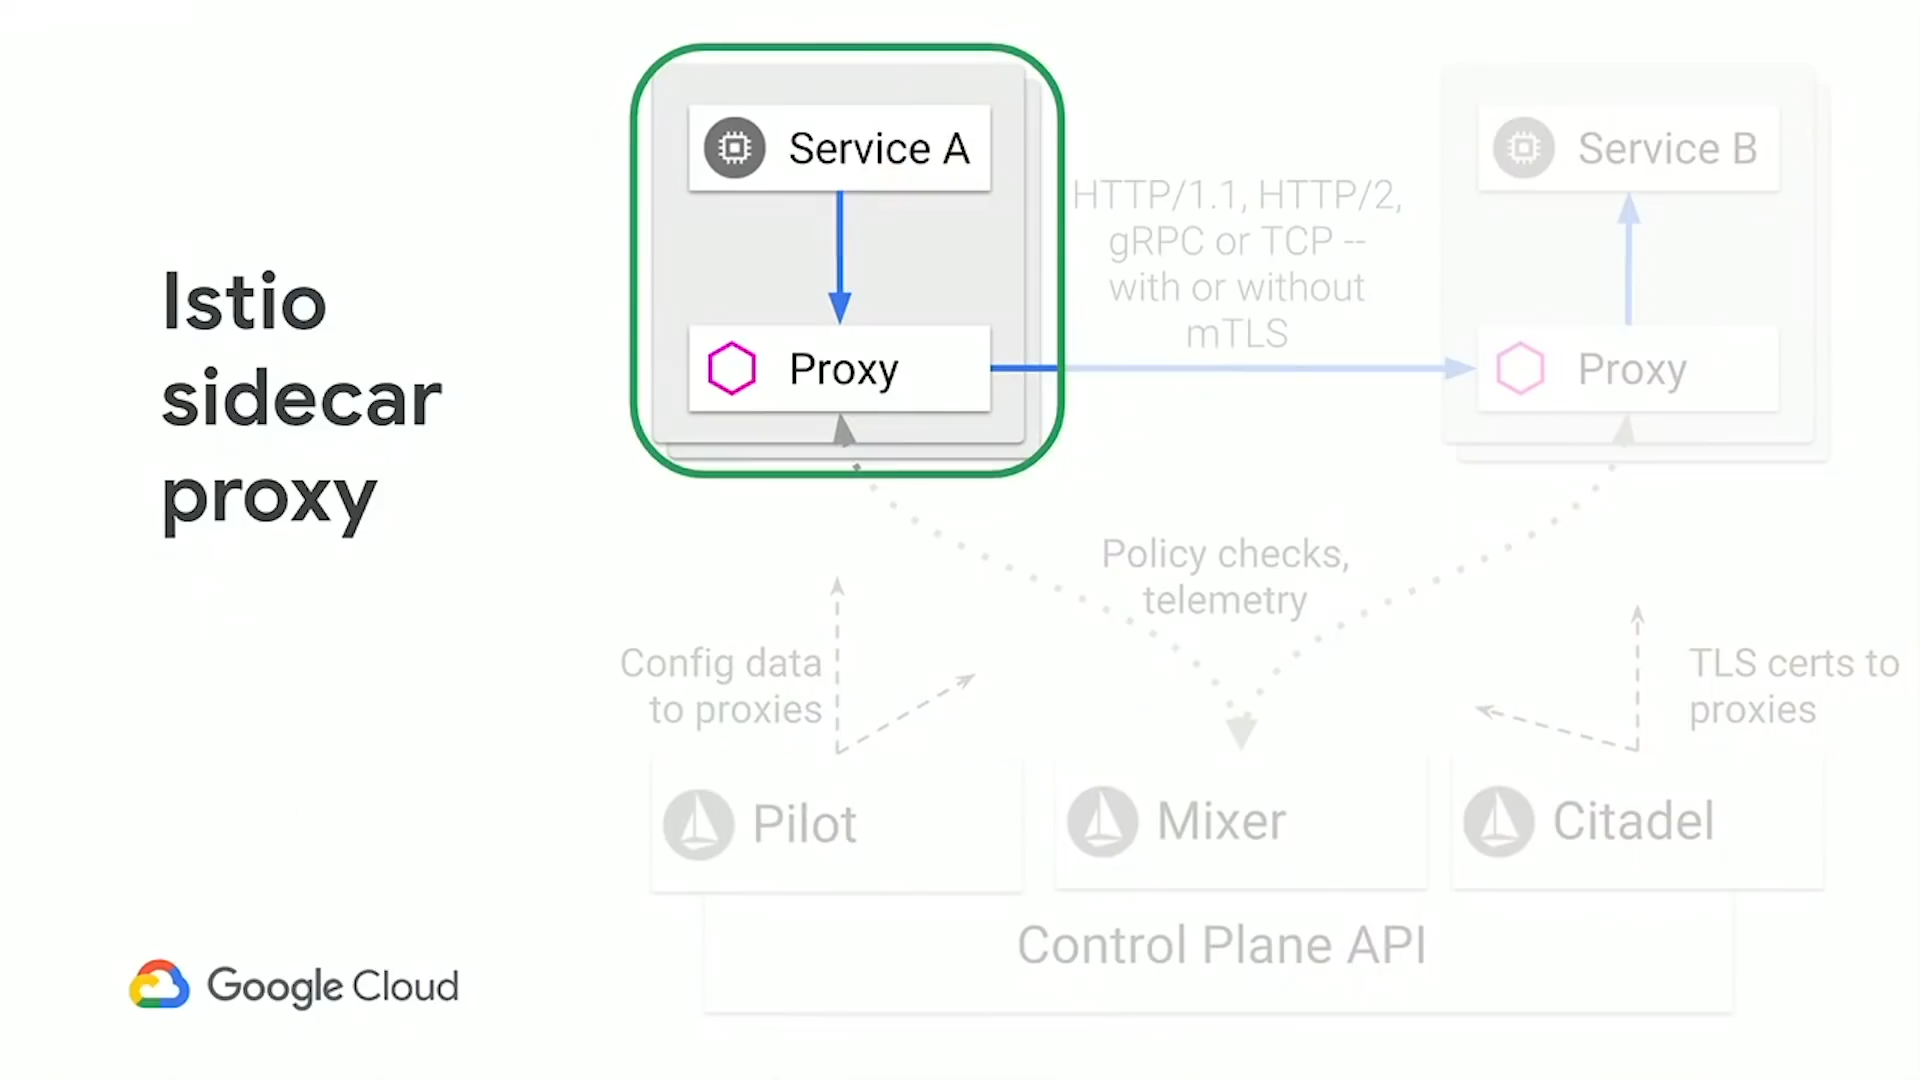 Istio
sidecar
proxy
Service A
Proxy
HTTP/1.1, HTTP/2,
gRPC or TCP --
with or without
mTLS
Service B
Proxy
Policy checks,
telemetry
Config data
to proxies
TLS certs to
proxies
Pilot
Mixer
Citadel
Control Plane API
Google Cloud